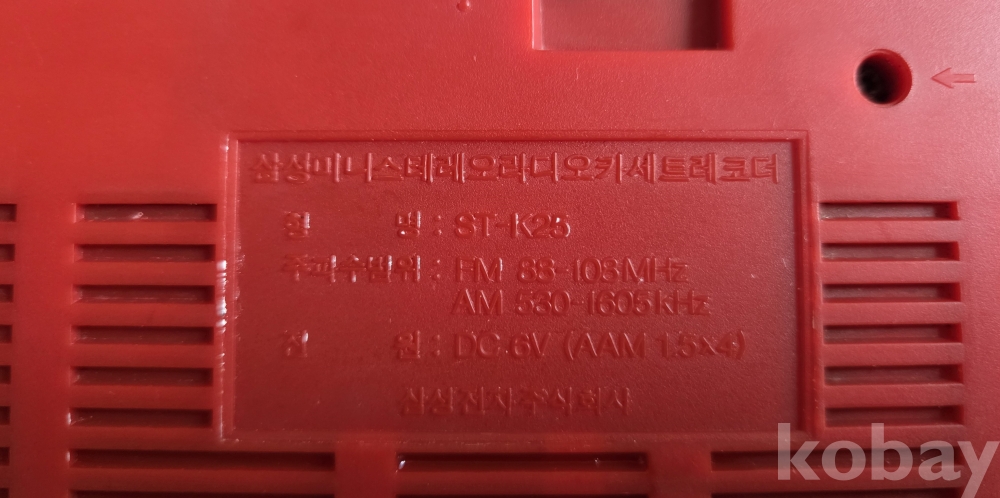 삼성미니스테레오라디오카세트레코더
형 명 : ST-K25
주파수범위 : FM 88-108MHz
AM 530-1605kHz
전 원 : DC.6V (AAM 1.5×4)
삼성전자주식회사
kobay